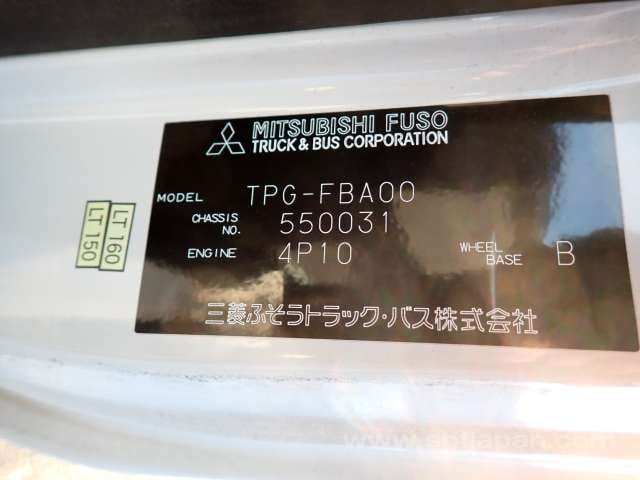 MITSUBISHI FUSO
TRUCK & BUS CORPORATION
MODEL TPG-FBA00
CHASSIS NO. 550031
ENGINE 4P10 WHEEL BASE B
三菱ふそうトラック・バス株式会社
LT 160
LT 150
www.sbtjapan.com